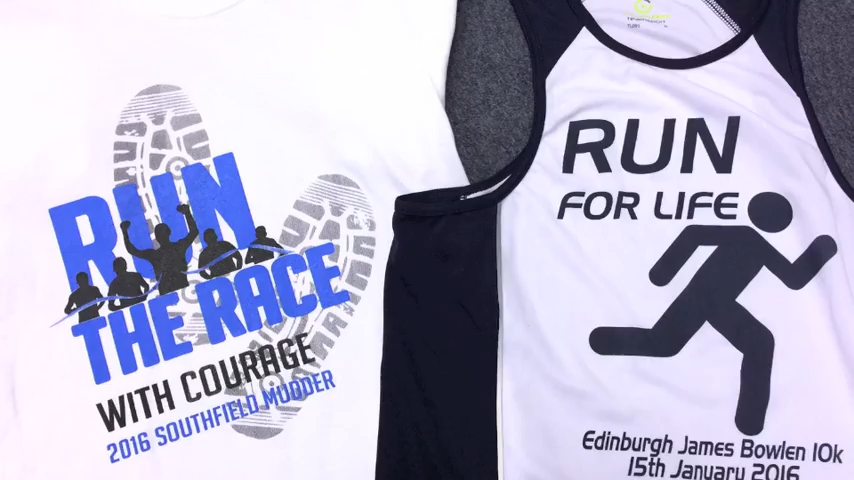 RUN
THE RACE
WITH COURAGE
2016 SOUTHFIELD MUDDER
RUN
FOR LIFE
Edinburgh James Bowlen 10k
15th January 2016